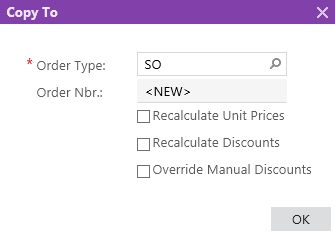 Copy To
* Order Type: SO
Order Nbr.: <NEW>
Recalculate Unit Prices
Recalculate Discounts
Override Manual Discounts
OK